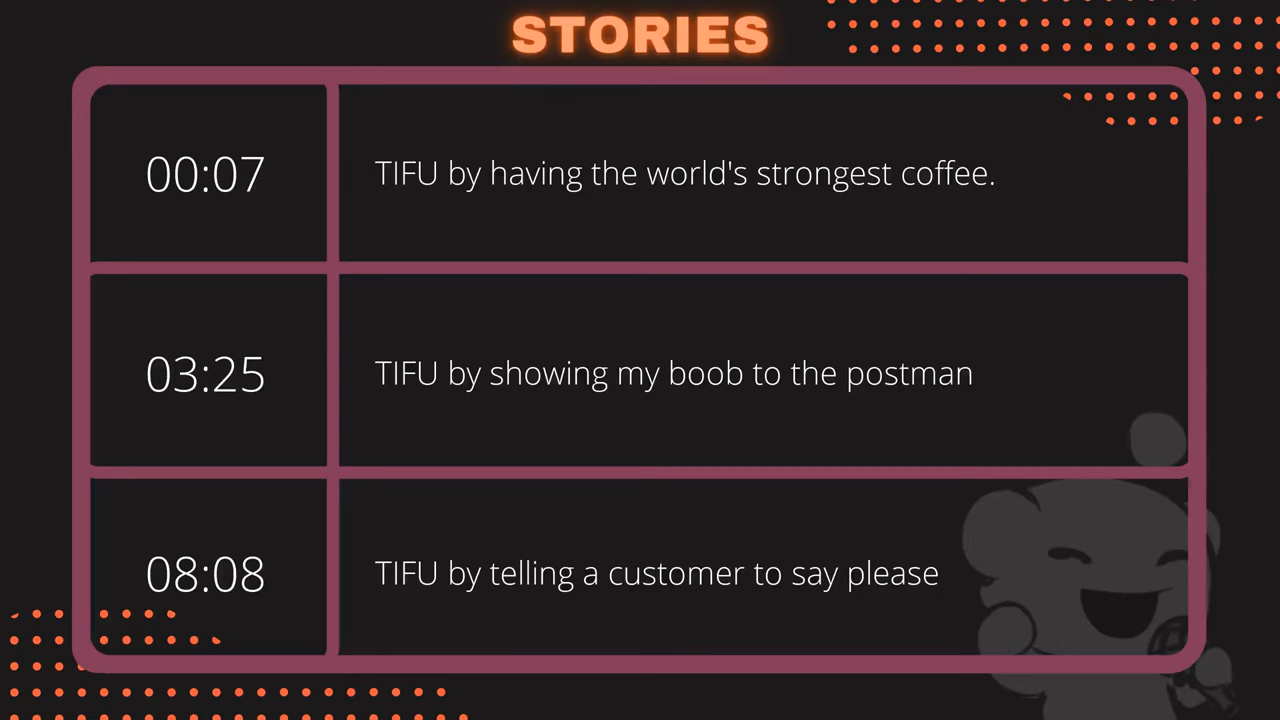 STORIES
00:07
TIFU by having the world's strongest coffee.
03:25
TIFU by showing my boob to the postman
08:08
TIFU by telling a customer to say please